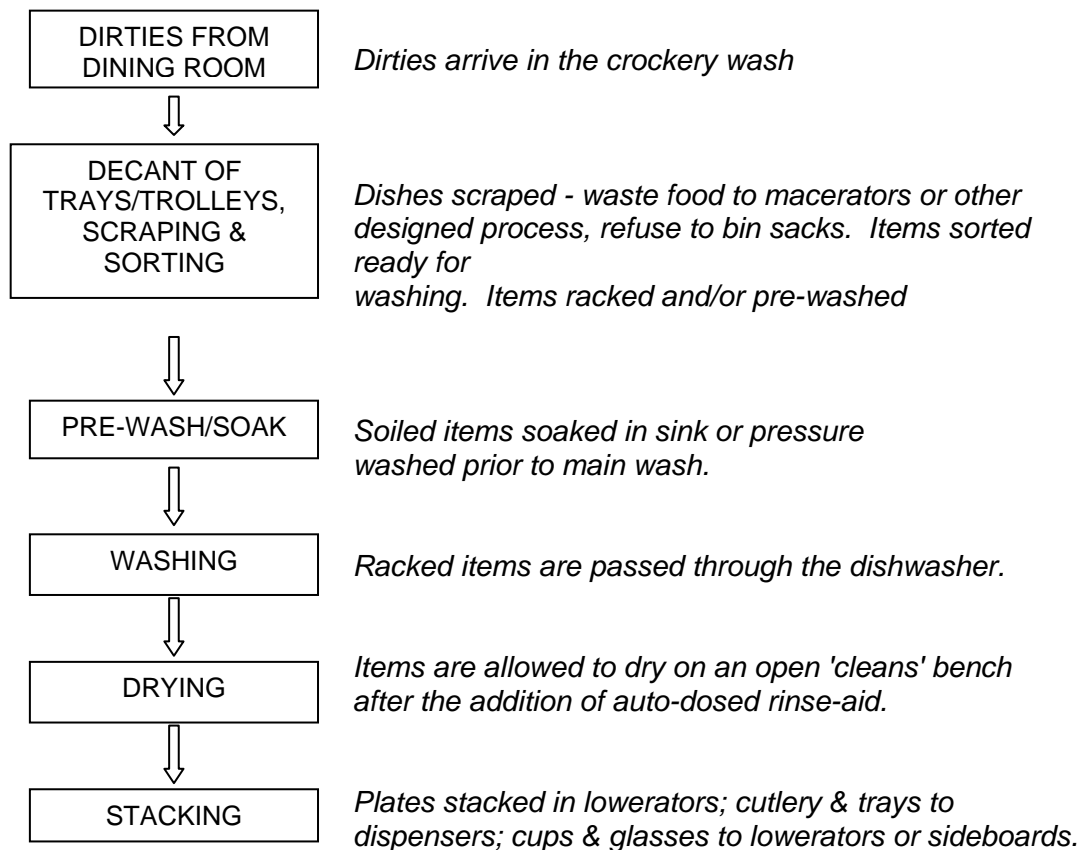 DIRTIES FROM
DINING ROOM
Dirties arrive in the crockery wash
DECANT OF
TRAYS/TROLLEYS,
SCRAPING &
SORTING
Dishes scraped - waste food to macerators or other
designed process, refuse to bin sacks.  Items sorted
ready for
washing.  Items racked and/or pre-washed
PRE-WASH/SOAK
Soiled items soaked in sink or pressure
washed prior to main wash.
WASHING
Racked items are passed through the dishwasher.
DRYING
Items are allowed to dry on an open 'cleans' bench
after the addition of auto-dosed rinse-aid.
STACKING
Plates stacked in lowerators; cutlery & trays to
dispensers; cups & glasses to lowerators or sideboards.